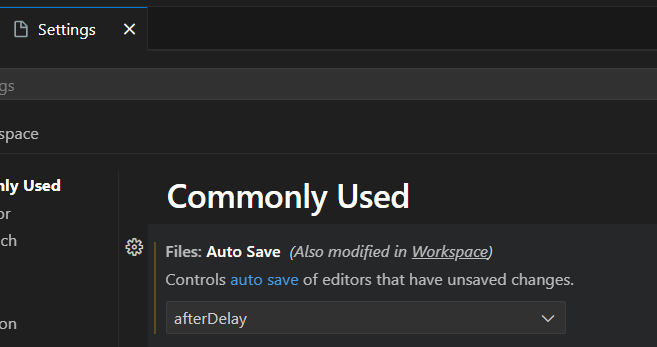 Settings
gs
space
nly Used
Commonly Used
or
ch
Files: Auto Save (Also modified in Workspace)
Controls auto save of editors that have unsaved changes.
afterDelay
on